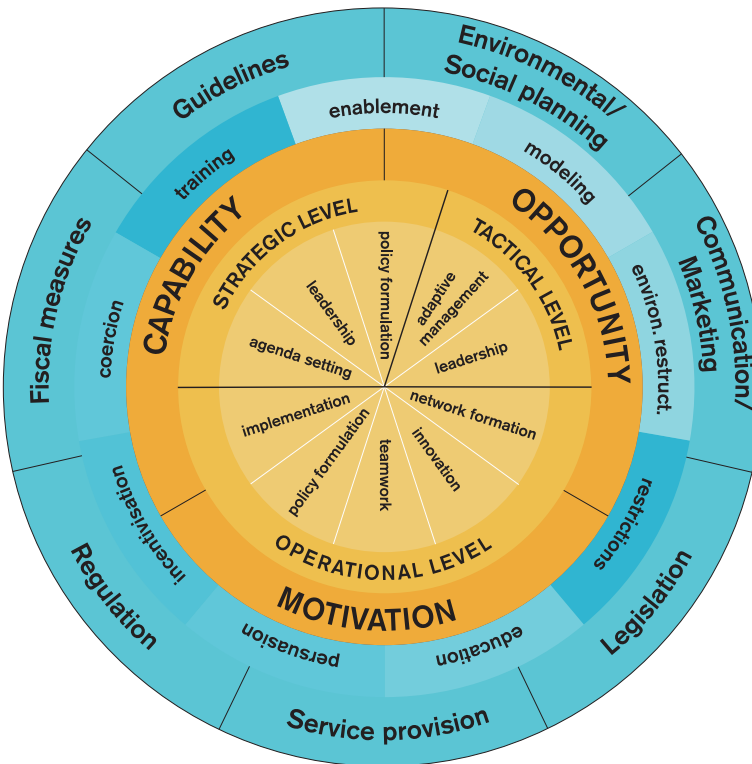 Guidelines
Environmental/
Social planning
Communication/
Marketing
Legislation
Service provision
Regulation
Fiscal measures
enablement
modeling
environ. restruct.
restrictions
education
persuasion
incentivisation
coercion
training
CAPABILITY
OPPORTUNITY
MOTIVATION
STRATEGIC LEVEL
TACTICAL LEVEL
OPERATIONAL LEVEL
policy formulation
adaptive
management
leadership
network formation
innovation
teamwork
policy formulation
implementation
agenda setting
leadership